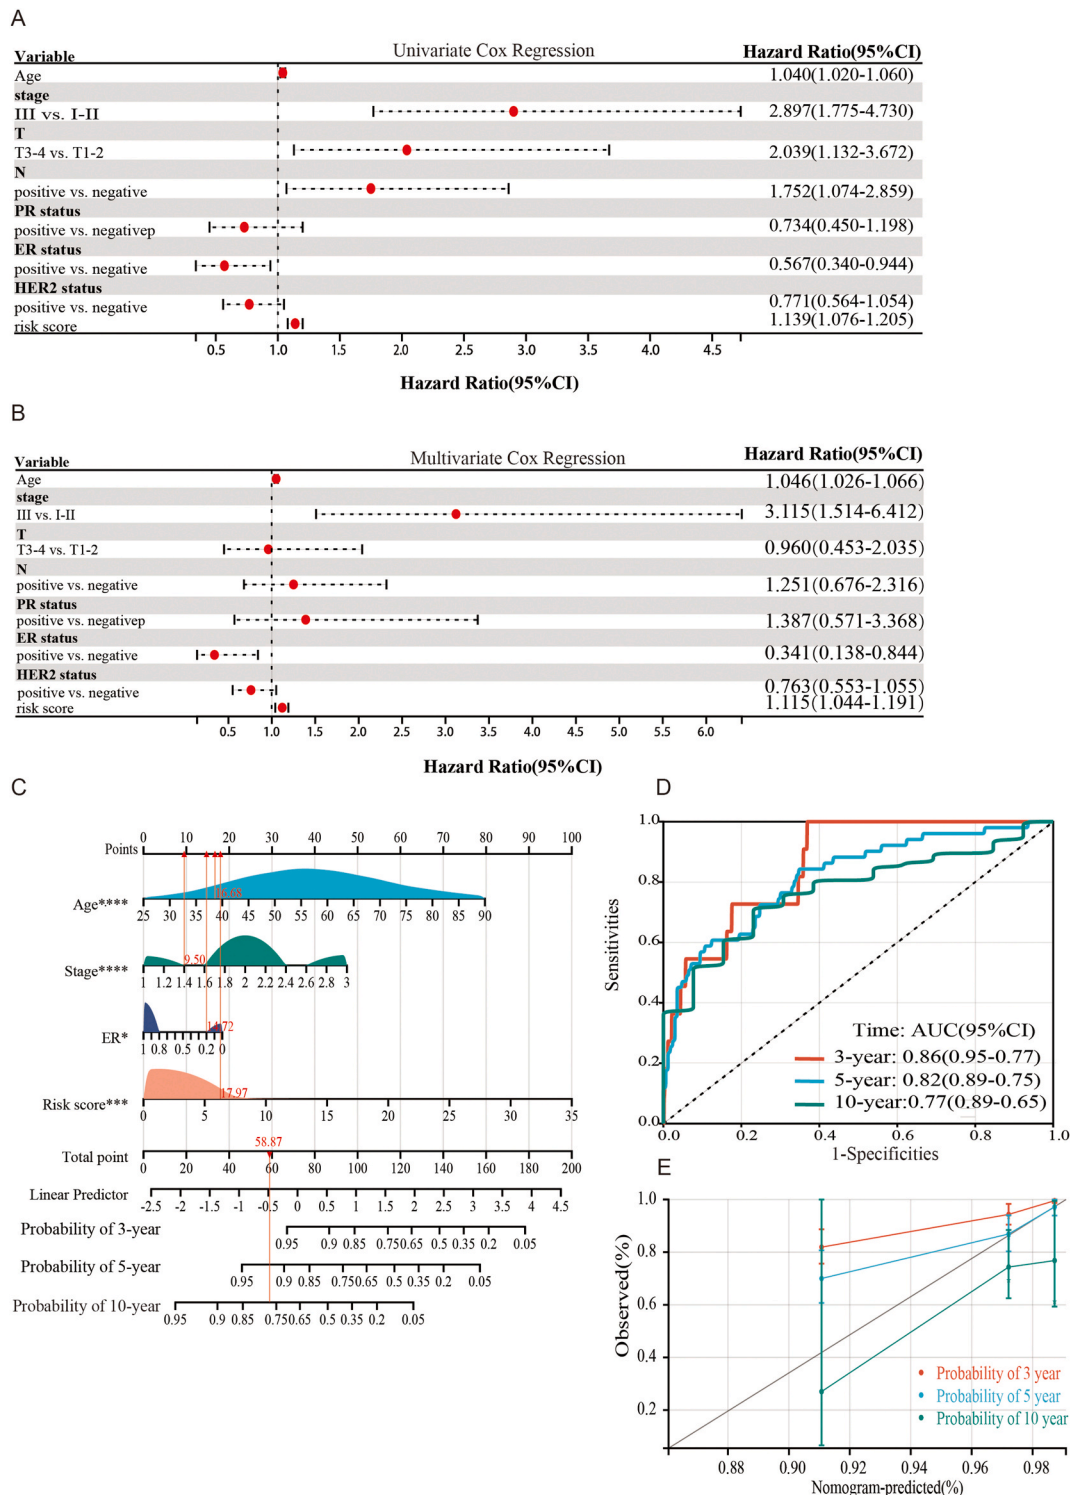 A
Variable Univariate Cox Regression Hazard Ratio(95%CI)
Age 1.040(1.020-1.060)
stage
III vs. I-II 2.897(1.775-4.730)
T
T3-4 vs. T1-2 2.039(1.132-3.672)
N
positive vs. negative 1.752(1.074-2.859)
PR status
positive vs. negativep 0.734(0.450-1.198)
ER status
positive vs. negative 0.567(0.340-0.944)
HER2 status
positive vs. negative 0.771(0.564-1.054)
risk score 1.139(1.076-1.205)
0.5 1.0 1.5 2.0 2.5 3.0 3.5 4.0 4.5
Hazard Ratio(95%CI)
B
Variable Multivariate Cox Regression Hazard Ratio(95%CI)
Age 1.046(1.026-1.066)
stage
III vs. I-II 3.115(1.514-6.412)
T
T3-4 vs. T1-2 0.960(0.453-2.035)
N
positive vs. negative 1.251(0.676-2.316)
PR status
positive vs. negativep 1.387(0.571-3.368)
ER status
positive vs. negative 0.341(0.138-0.844)
HER2 status
positive vs. negative 0.763(0.553-1.055)
risk score 1.115(1.044-1.191)
0.5 1.0 1.5 2.0 2.5 3.0 3.5 4.0 4.5 5.0 5.5 6.0
Hazard Ratio(95%CI)
C
0 10 20 30 40 50 60 70 80 90 100
Points
16.68
Age****
25 30 35 40 45 50 55 60 65 70 75 80 85 90
9.50
Stage****
1 1.2 1.4 1.6 1.8 2 2.2 2.4 2.6 2.8 3
14.72
ER*
1 0.8 0.5 0.2 0
17.97
Risk score***
0 5 10 15 20 25 30 35
58.87
Total point
0 20 40 60 80 100 120 140 160 180 200
Linear Predictor
-2.5 -2 -1.5 -1 -0.5 0 0.5 1 1.5 2 2.5 3 3.5 4 4.5
Probability of 3-year
0.95 0.9 0.85 0.75 0.65 0.5 0.35 0.2 0.05
Probability of 5-year
0.95 0.9 0.85 0.75 0.65 0.5 0.35 0.2 0.05
Probability of 10-year
0.95 0.9 0.85 0.75 0.65 0.5 0.35 0.2 0.05
D
Sensitivities
1.0
0.8
0.6
0.4
0.2
0.0
Time: AUC(95%CI)
3-year: 0.86(0.95-0.77)
5-year: 0.82(0.89-0.75)
10-year:0.77(0.89-0.65)
0.0 0.2 0.4 0.6 0.8 1.0
1-Specificities
E
Observed(%)
1.0
0.8
0.6
0.4
0.2
Probability of 3 year
Probability of 5 year
Probability of 10 year
0.88 0.90 0.92 0.94 0.96 0.98
Nomogram-predicted(%)